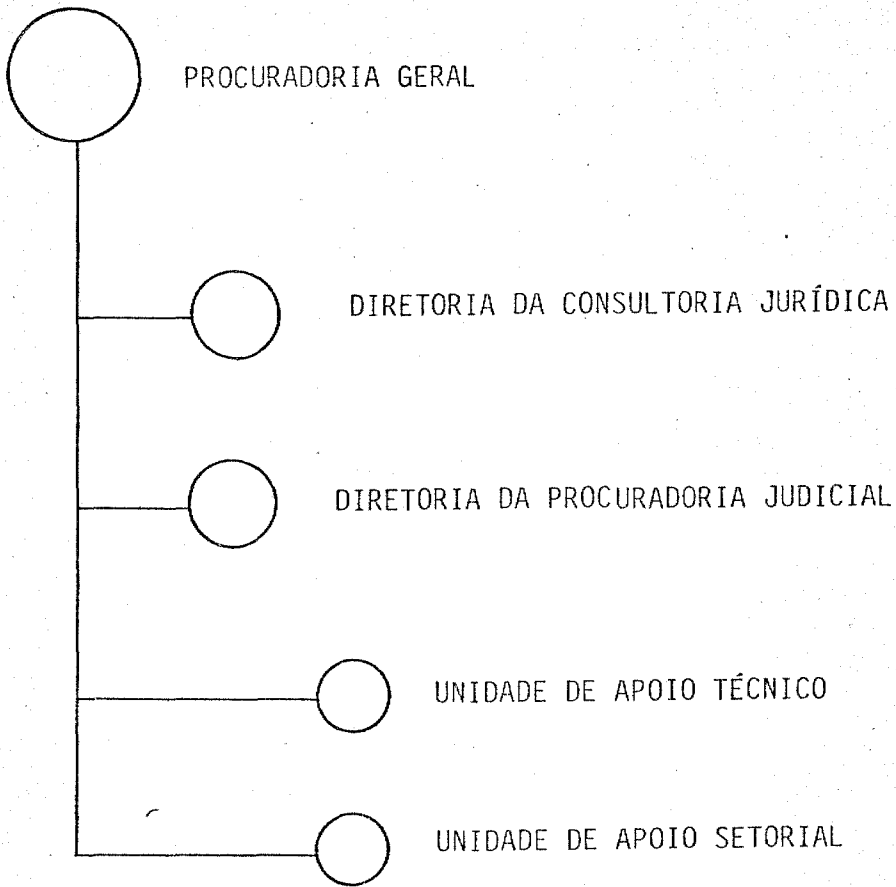 PROCURADORIA GERAL
DIRETORIA DA CONSULTORIA JURÍDICA
DIRETORIA DA PROCURADORIA JUDICIAL
UNIDADE DE APOIO TÉCNICO
UNIDADE DE APOIO SETORIAL